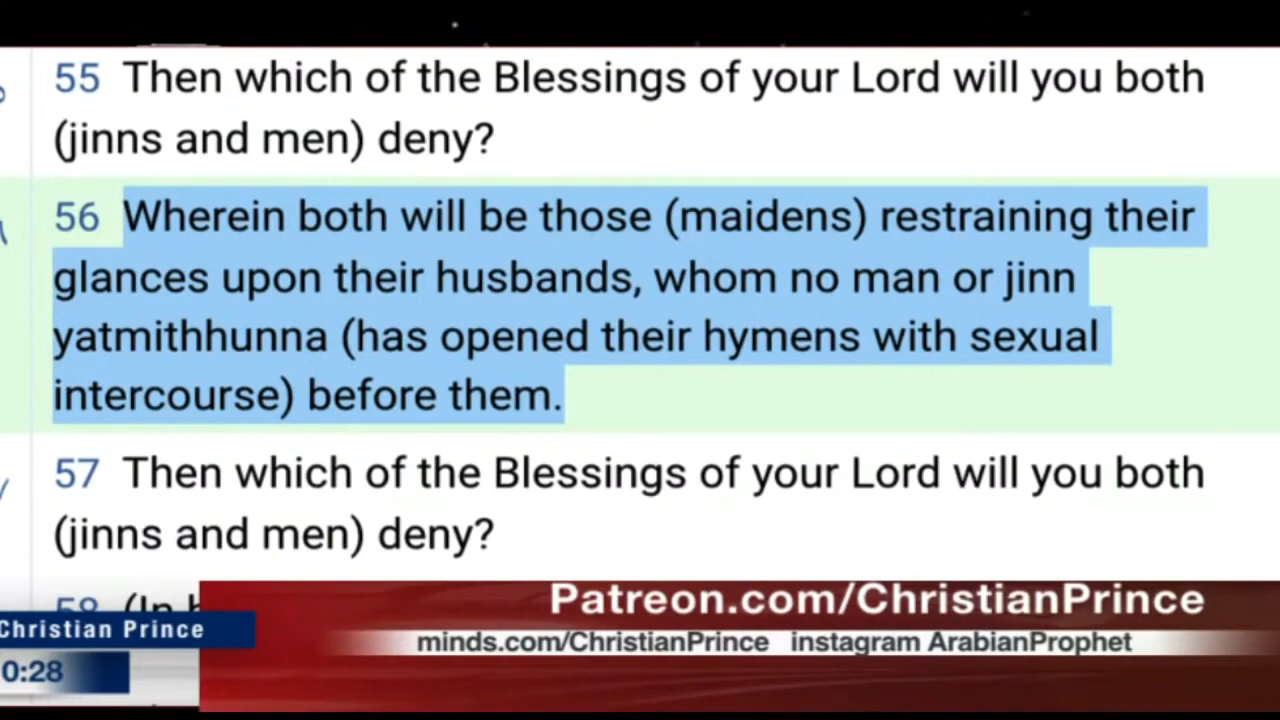 55 Then which of the Blessings of your Lord will you both
(jinns and men) deny?
56 Wherein both will be those (maidens) restraining their
glances upon their husbands, whom no man or jinn
yatmithhunna (has opened their hymens with sexual
intercourse) before them.
57 Then which of the Blessings of your Lord will you both
(jinns and men) deny?
58 (In
Christian Prince
0:28
Patreon.com/ChristianPrince
minds.com/ChristianPrince instagram ArabianProphet